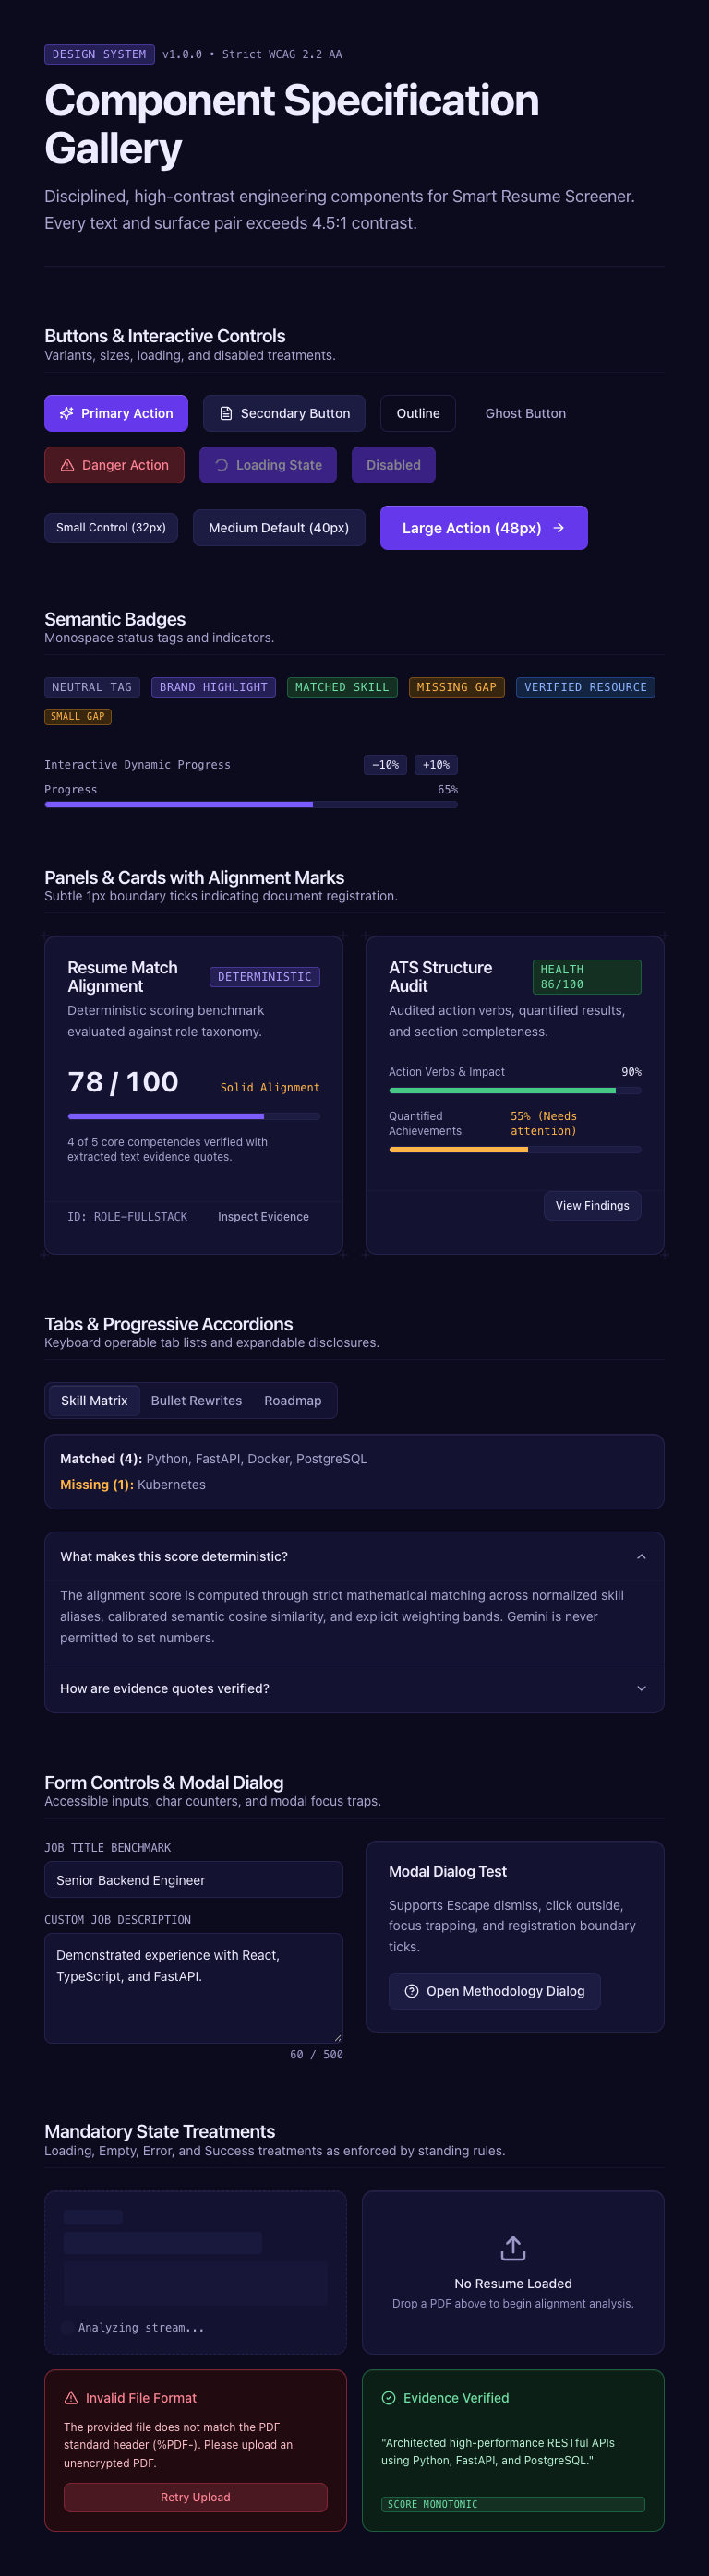 DESIGN SYSTEM v1.0.0 • Strict WCAG 2.2 AA
Component Specification
Gallery
Disciplined, high-contrast engineering components for Smart Resume Screener.
Every text and surface pair exceeds 4.5:1 contrast.
Buttons & Interactive Controls
Variants, sizes, loading, and disabled treatments.
Primary Action Secondary Button Outline Ghost Button
Danger Action Loading State Disabled
Small Control (32px) Medium Default (40px) Large Action (48px)
Semantic Badges
Monospace status tags and indicators.
NEUTRAL TAG BRAND HIGHLIGHT MATCHED SKILL MISSING GAP VERIFIED RESOURCE
SMALL GAP
Interactive Dynamic Progress −10% +10%
Progress 65%
Panels & Cards with Alignment Marks
Subtle 1px boundary ticks indicating document registration.
Resume Match
Alignment
DETERMINISTIC
Deterministic scoring benchmark
evaluated against role taxonomy.
78 / 100 Solid Alignment
4 of 5 core competencies verified with
extracted text evidence quotes.
ID: ROLE-FULLSTACK Inspect Evidence
ATS Structure
Audit
HEALTH
86/100
Audited action verbs, quantified results,
and section completeness.
Action Verbs & Impact 90%
Quantified
Achievements
55% (Needs
attention)
View Findings
Tabs & Progressive Accordions
Keyboard operable tab lists and expandable disclosures.
Skill Matrix Bullet Rewrites Roadmap
Matched (4): Python, FastAPI, Docker, PostgreSQL
Missing (1): Kubernetes
What makes this score deterministic?
The alignment score is computed through strict mathematical matching across normalized skill
aliases, calibrated semantic cosine similarity, and explicit weighting bands. Gemini is never
permitted to set numbers.
How are evidence quotes verified?
Form Controls & Modal Dialog
Accessible inputs, char counters, and modal focus traps.
JOB TITLE BENCHMARK
Senior Backend Engineer
CUSTOM JOB DESCRIPTION
Demonstrated experience with React,
TypeScript, and FastAPI.
60 / 500
Modal Dialog Test
Supports Escape dismiss, click outside,
focus trapping, and registration boundary
ticks.
Open Methodology Dialog
Mandatory State Treatments
Loading, Empty, Error, and Success treatments as enforced by standing rules.
Analyzing stream...
No Resume Loaded
Drop a PDF above to begin alignment analysis.
Invalid File Format
The provided file does not match the PDF
standard header (%PDF-). Please upload an
unencrypted PDF.
Retry Upload
Evidence Verified
"Architected high-performance RESTful APIs
using Python, FastAPI, and PostgreSQL."
SCORE MONOTONIC